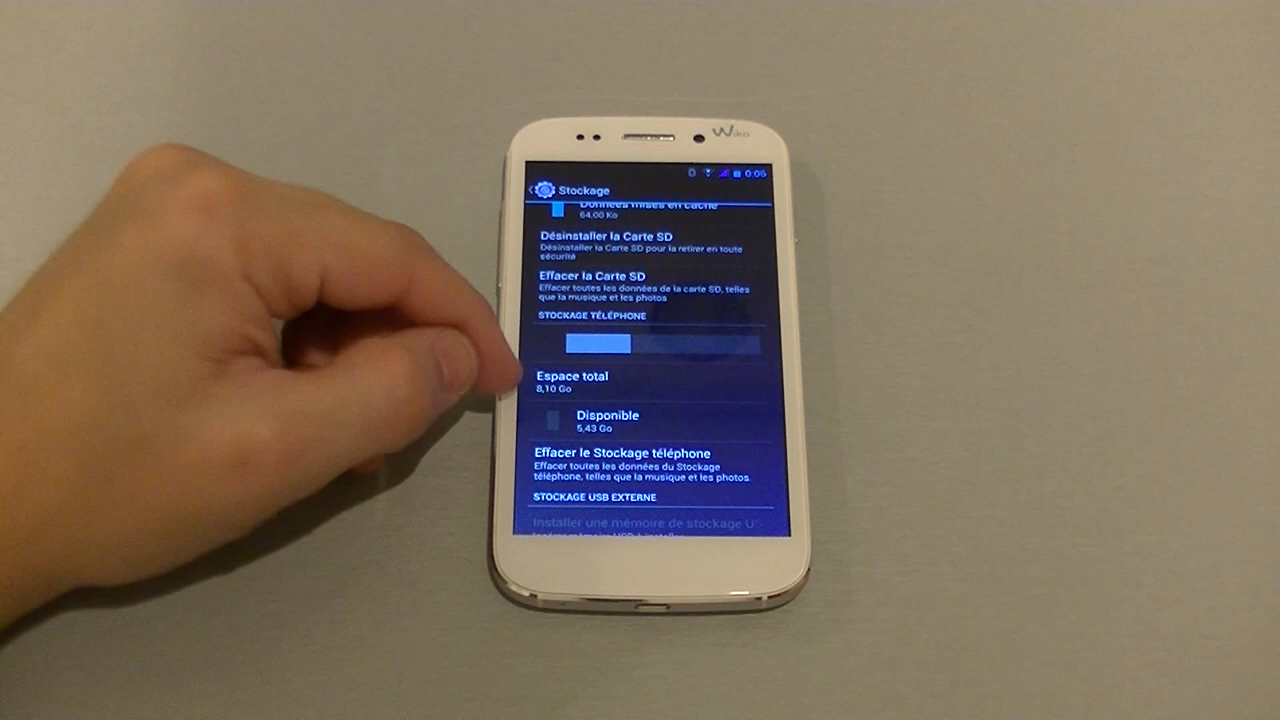 Wiko
0:06
Stockage
Données mises en cache
64,00 Ko
Désinstaller la Carte SD
Désinstaller la Carte SD pour la retirer en toute
sécurité
Effacer la Carte SD
Effacer toutes les données de la carte SD, telles
que la musique et les photos
STOCKAGE TÉLÉPHONE
Espace total
8,10 Go
Disponible
5,43 Go
Effacer le Stockage téléphone
Effacer toutes les données du Stockage
téléphone, telles que la musique et les photos
STOCKAGE USB EXTERNE
Installer une mémoire de stockage U